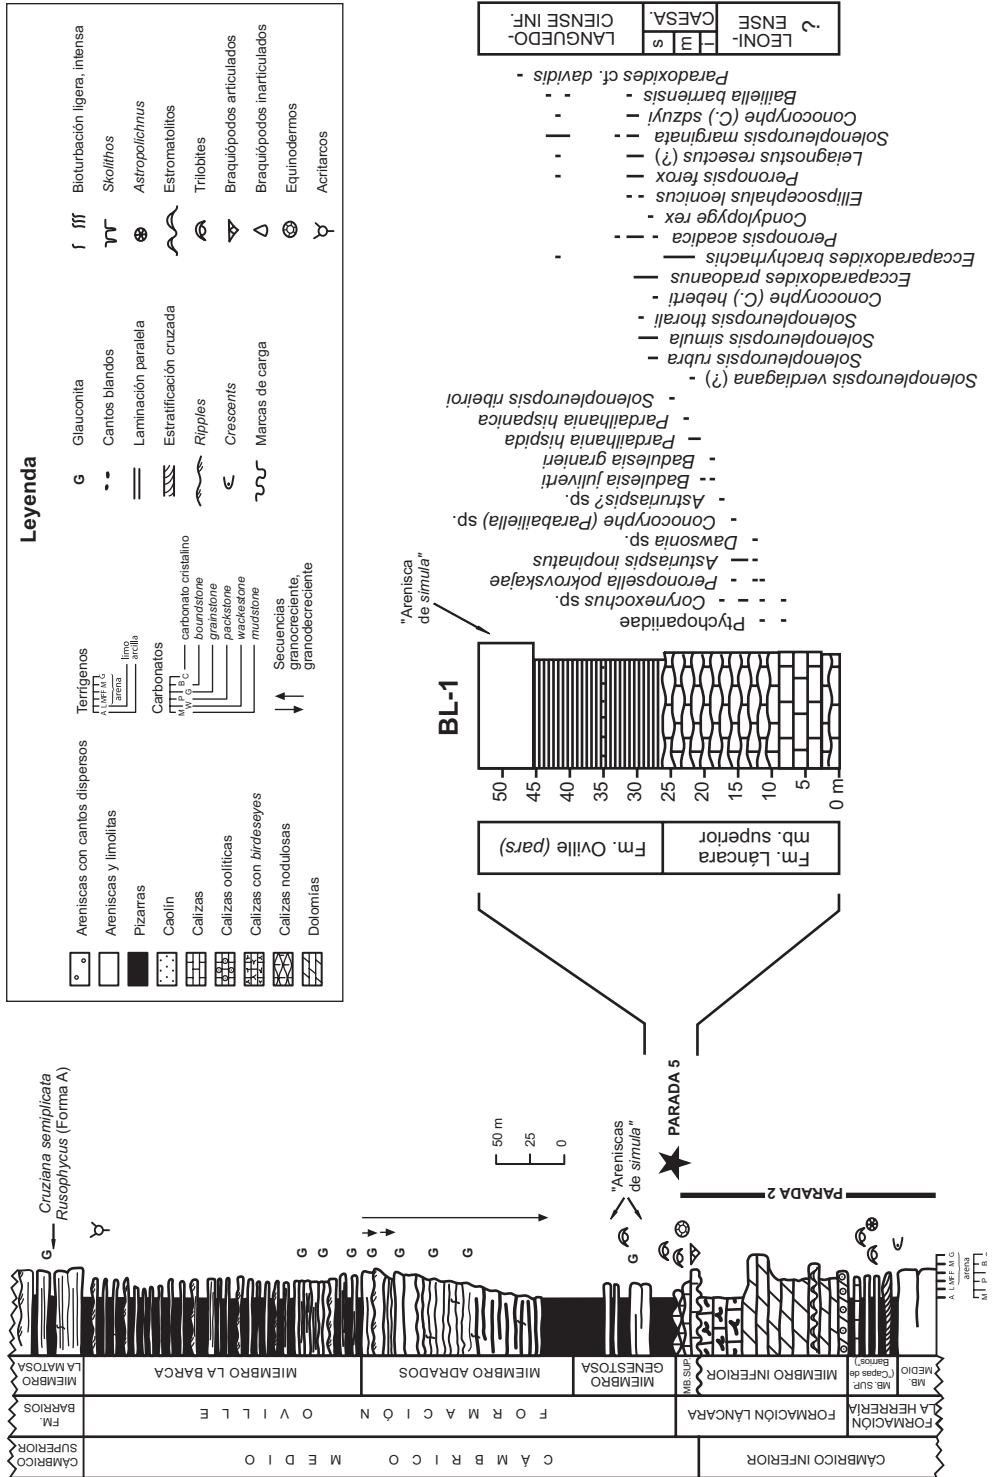 Leyenda
Areniscas con cantos dispersos
Areniscas y limolitas
Pizarras
Caolín
Calizas
Calizas oolíticas
Calizas con birdeseyes
Calizas nodulosas
Dolomías
Terrígenos
A L MFF M G
arena
limo
arcilla
Carbonatos
M P B C
W G
carbonato cristalino
boundstone
grainstone
packstone
wackestone
mudstone
Secuencias
granocreciente,
granodecreciente
G Glauconita
Cantos blandos
Laminación paralela
Estratificación cruzada
Ripples
Crescents
Marcas de carga
Bioturbación ligera, intensa
Skolithos
Astropolichnus
Estromatolitos
Trilobites
Braquiópodos articulados
Braquiópodos inarticulados
Equinodermos
Acritarcos
LANGUEDO-
CIENSE INF.
CAESA.
s
m
i
LEONI-
ENSE
?
Paradoxides cf. davidis
Bailiella barriensis
Conocoryphe (C.) sdzuyi
Solenopleuropsis marginata
Leiagnostus resectus (?)
Peronopsis ferox
Ellipsocephalus leonicus
Condylopyge rex
Peronopsis acadica
Eccaparadoxides brachyrhachis
Eccaparadoxides pradoanus
Conocoryphe (C.) heberti
Solenopleuropsis thorali
Solenopleuropsis simula
Solenopleuropsis rubra
Solenopleuropsis verdiagana (?)
Solenopleuropsis ribeiroi
Pardailhania hispanica
Pardailhania hispida
Badulesia granieri
Badulesia juliverti
Asturiaspis? sp.
Conocoryphe (Parabailiella) sp.
Dawsonia sp.
Asturiaspis inopinatus
Peronopsella pokrovskajae
Corynexochus sp.
Ptychopariidae
"Arenisca
de simula"
BL-1
50
45
40
35
30
25
20
15
10
5
0 m
Fm. Oville (pars)
Fm. Láncara
mb. superior
Cruziana semiplicata
Rusophycus (Forma A)
G
G
G
G
G
G
G
G
G
50 m
25
0
"Areniscas
de simula"
PARADA 5
PARADA 2
A L MFF M G
arena
M P B
CÁMBRICO
SUPERIOR
CÁMBRICO MEDIO
CÁMBRICO INFERIOR
FM.
BARRIOS
FORMACIÓN OVILLE
FORMACIÓN LÁNCARA
FORMACIÓN
LA HERRERÍA
MIEMBRO
LA MATOSA
MIEMBRO LA BARCA
MIEMBRO ADRADOS
MIEMBRO
GENESTOSA
MB.SUP.
MIEMBRO INFERIOR
MB. SUP.
("Capas de
Barrios")
MB.
MEDIO